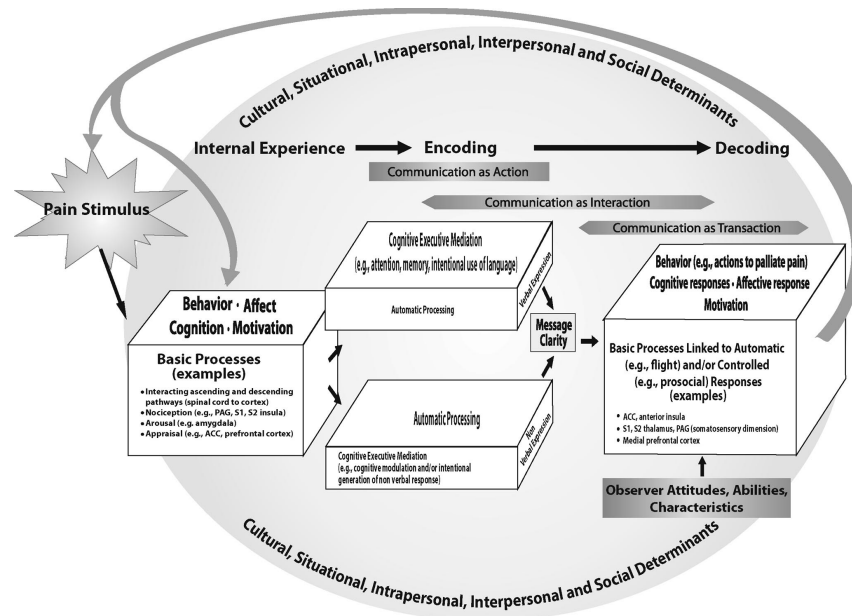 Cultural, Situational, Intrapersonal, Interpersonal and Social Determinants
Internal Experience
Encoding
Decoding
Communication as Action
Communication as Interaction
Communication as Transaction
Pain Stimulus
Cognitive Executive Mediation
(e.g., attention, memory, intentional use of language)
Automatic Processing
Verbal Expression
Behavior · Affect
Cognition · Motivation
Basic Processes
(examples)
• Interacting ascending and descending
pathways (spinal cord to cortex)
• Nociception (e.g., PAG, S1, S2 insula)
• Arousal (e.g. amygdala)
• Appraisal (e.g., ACC, prefrontal cortex)
Automatic Processing
Cognitive Executive Mediation
(e.g., cognitive modulation and/or intentional
generation of non verbal response)
Non
Verbal Expression
Message
Clarity
Behavior (e.g., actions to palliate pain)
Cognitive responses · Affective response
Motivation
Basic Processes Linked to Automatic
(e.g., flight) and/or Controlled
(e.g., prosocial) Responses
(examples)
• ACC, anterior insula
• S1, S2 thalamus, PAG (somatosensory dimension)
• Medial prefrontal cortex
Observer Attitudes, Abilities,
Characteristics
Cultural, Situational, Intrapersonal, Interpersonal and Social Determinants